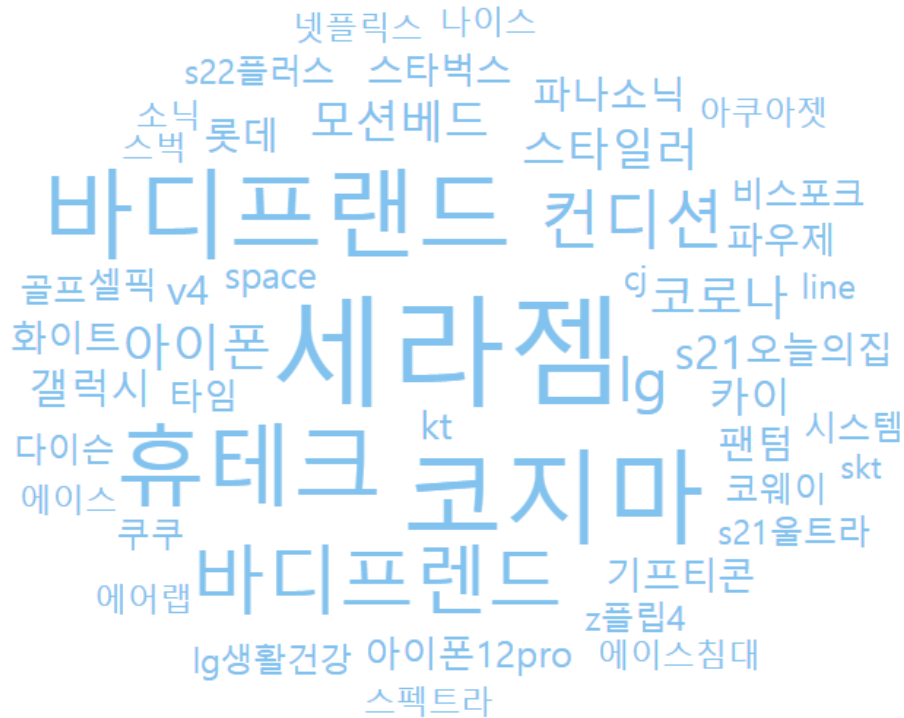 넷플릭스 나이스
s22플러스 스타벅스
파나소닉 아쿠아젯
소닉 롯데 모션베드
스벅 스타일러
바디프랜드 컨디션 비스포크
파우제
골프 셀픽 v4 space cj 코로나 line
화이트 아이폰 세라젬 lg s21 오늘의집
갤럭시 타임 카이
다이슨 휴테크 kt 코지마 팬텀 시스템
에이스 코웨이 skt
쿠쿠 s21울트라
에어랩 바디프렌드 기프티콘
z플립4
lg생활건강 아이폰12pro 에이스침대
스펙트라